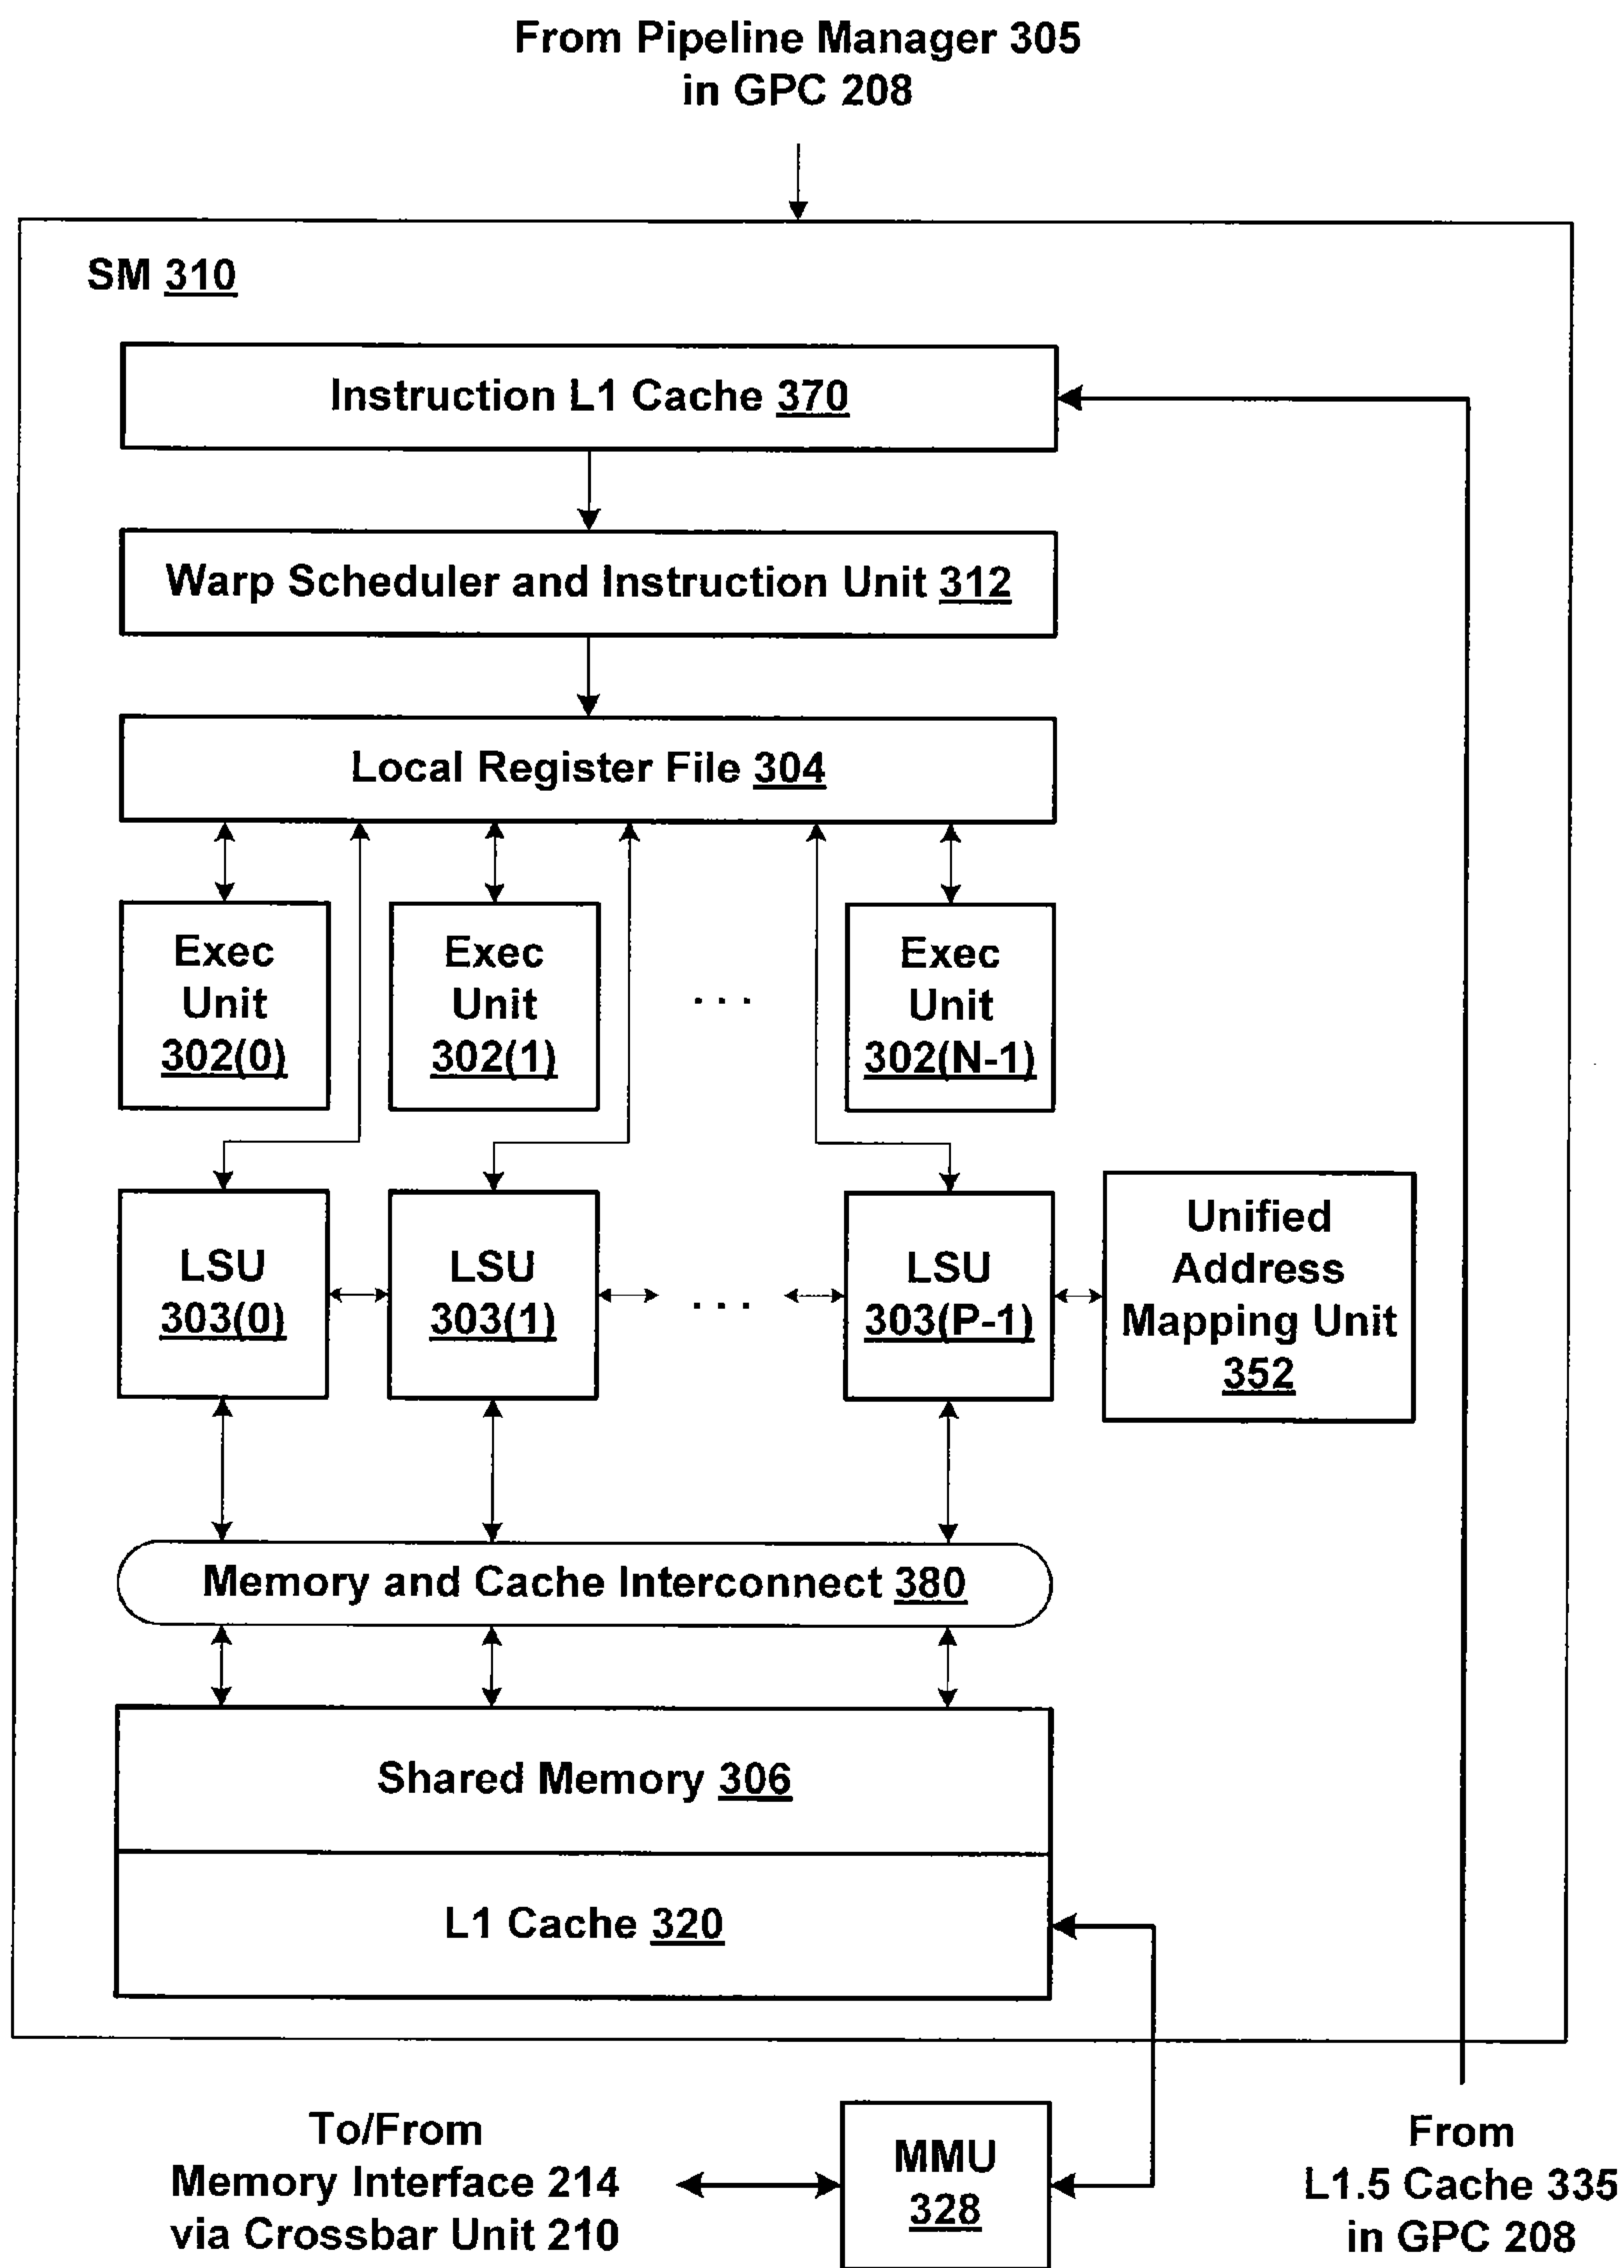 From Pipeline Manager 305
in GPC 208
SM 310
Instruction L1 Cache 370
Warp Scheduler and Instruction Unit 312
Local Register File 304
Exec
Unit
302(0)
Exec
Unit
302(1)
. . .
Exec
Unit
302(N-1)
LSU
303(0)
LSU
303(1)
. . .
LSU
303(P-1)
Unified
Address
Mapping Unit
352
Memory and Cache Interconnect 380
Shared Memory 306
L1 Cache 320
To/From
Memory Interface 214
via Crossbar Unit 210
MMU
328
From
L1.5 Cache 335
in GPC 208